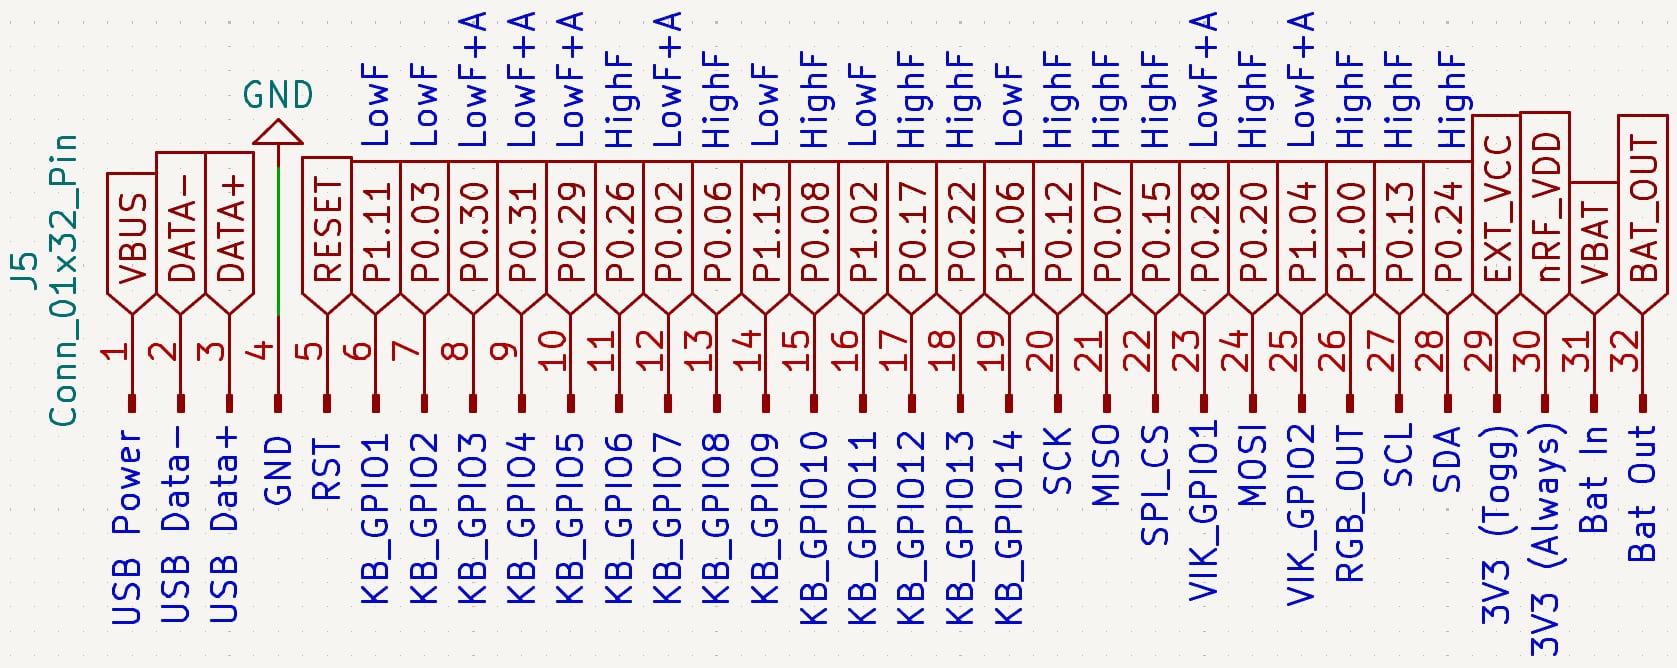 J5
Conn_01x32_Pin
GND
LowF
LowF
LowF+A
LowF+A
LowF+A
HighF
LowF+A
HighF
LowF
HighF
LowF
HighF
HighF
LowF
HighF
HighF
HighF
LowF+A
HighF
LowF+A
HighF
HighF
HighF
VBUS
DATA-
DATA+
RESET
P1.11
P0.03
P0.30
P0.31
P0.29
P0.26
P0.02
P0.06
P1.13
P0.08
P1.02
P0.17
P0.22
P1.06
P0.12
P0.07
P0.15
P0.28
P0.20
P1.04
P1.00
P0.13
P0.24
EXT_VCC
nRF_VDD
VBAT
BAT_OUT
1
2
3
4
5
6
7
8
9
10
11
12
13
14
15
16
17
18
19
20
21
22
23
24
25
26
27
28
29
30
31
32
USB Power
USB Data-
USB Data+
GND
RST
KB_GPIO1
KB_GPIO2
KB_GPIO3
KB_GPIO4
KB_GPIO5
KB_GPIO6
KB_GPIO7
KB_GPIO8
KB_GPIO9
KB_GPIO10
KB_GPIO11
KB_GPIO12
KB_GPIO13
KB_GPIO14
SCK
MISO
SPI_CS
VIK_GPIO1
MOSI
VIK_GPIO2
RGB_OUT
SCL
SDA
3V3 (Togg)
3V3 (Always)
Bat In
Bat Out